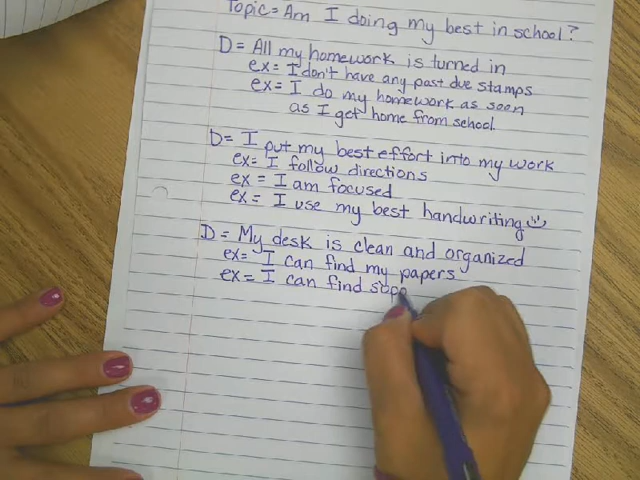 Topic = Am I doing my best in school?
D = All my homework is turned in
ex = I don't have any past due stamps
ex = I do my homework as soon
as I get home from school.
D = I put my best effort into my work
ex = I follow directions
ex = I am focused
ex = I use my best handwriting
D = My desk is clean and organized
ex = I can find my papers
ex = I can find